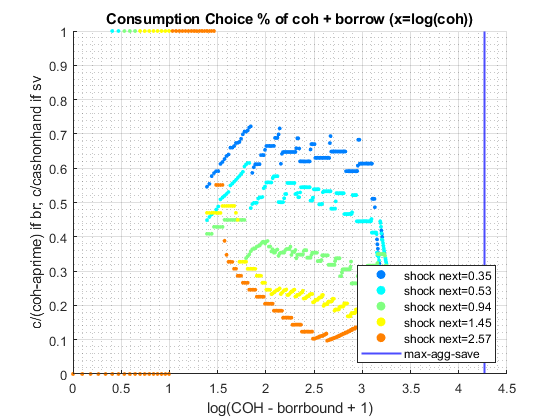 Consumption Choice % of coh + borrow (x=log(coh))
c/(coh-aprime) if br, c/cashonhand if sv
1
0.9
0.8
0.7
0.6
0.5
0.4
0.3
0.2
0.1
0
shock next=0.35
shock next=0.53
shock next=0.94
shock next=1.45
shock next=2.57
max-agg-save
0 0.5 1 1.5 2 2.5 3 3.5 4 4.5
log(COH - borrbound + 1)